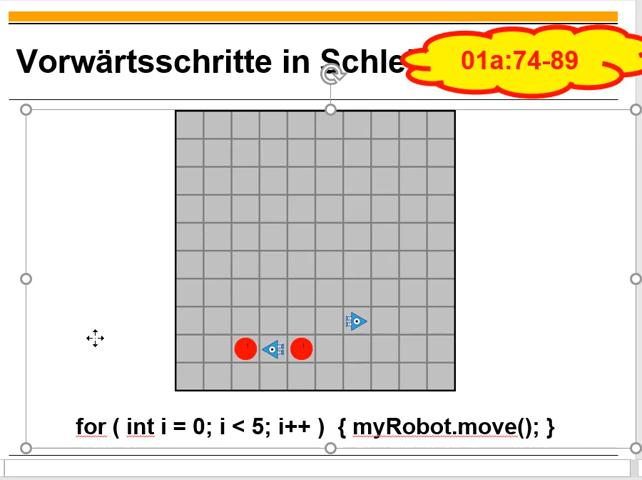 Vorwärtsschritte in Schle
01a:74-89
for ( int i = 0; i < 5; i++ ) { myRobot.move(); }